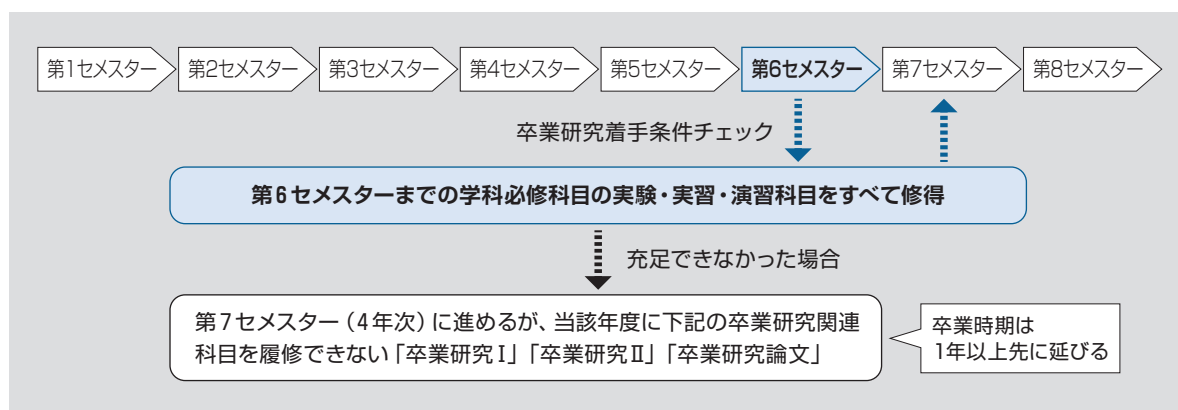 第1セメスター
第2セメスター
第3セメスター
第4セメスター
第5セメスター
第6セメスター
第7セメスター
第8セメスター
卒業研究着手条件チェック
第6セメスターまでの学科必修科目の実験・実習・演習科目をすべて修得
充足できなかった場合
第7セメスター（4年次）に進めるが、当該年度に下記の卒業研究関連
科目を履修できない「卒業研究Ⅰ」「卒業研究Ⅱ」「卒業研究論文」
卒業時期は
1年以上先に延びる